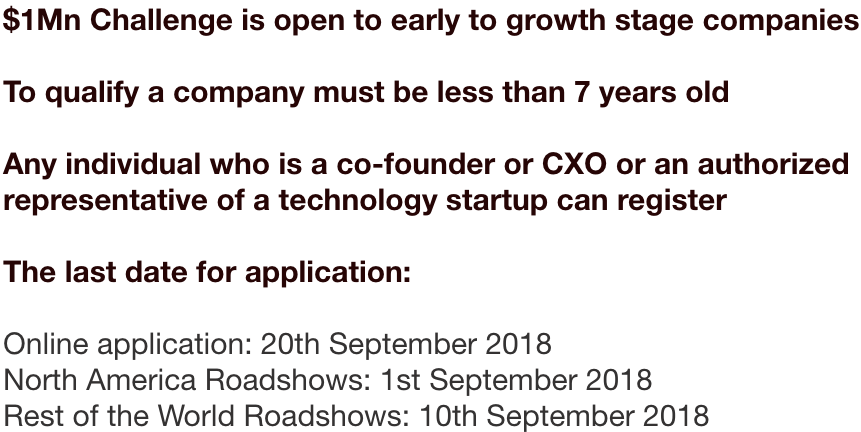 $1Mn Challenge is open to early to growth stage companies
To qualify a company must be less than 7 years old
Any individual who is a co-founder or CXO or an authorized
representative of a technology startup can register
The last date for application:
Online application: 20th September 2018
North America Roadshows: 1st September 2018
Rest of the World Roadshows: 10th September 2018